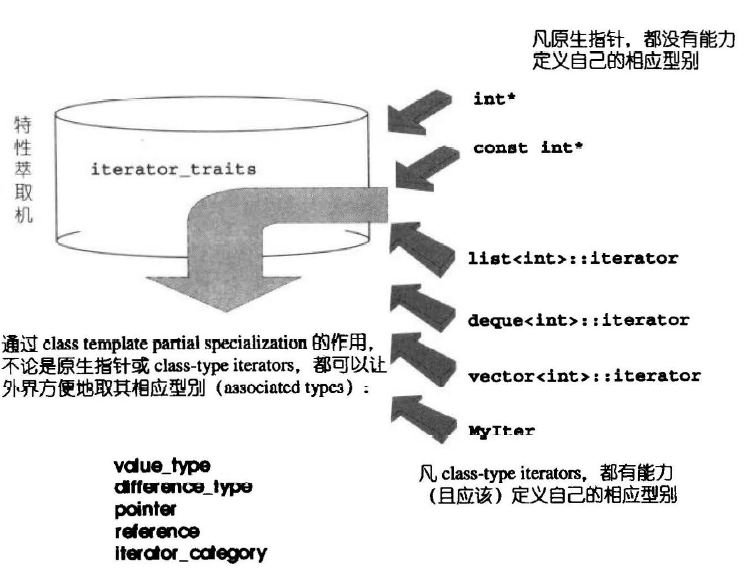 凡原生指针，都没有能力
定义自己的相应型别
int*
const int*
特性萃取机
iterator_traits
list<int>::iterator
deque<int>::iterator
vector<int>::iterator
MyIter
通过 class template partial specialization 的作用，
不论是原生指针或 class-type iterators，都可以让
外界方便地取其相应型别（associated types）：
凡 class-type iterators，都有能力
（且应该）定义自己的相应型别
value_type
difference_type
pointer
reference
iterator_category